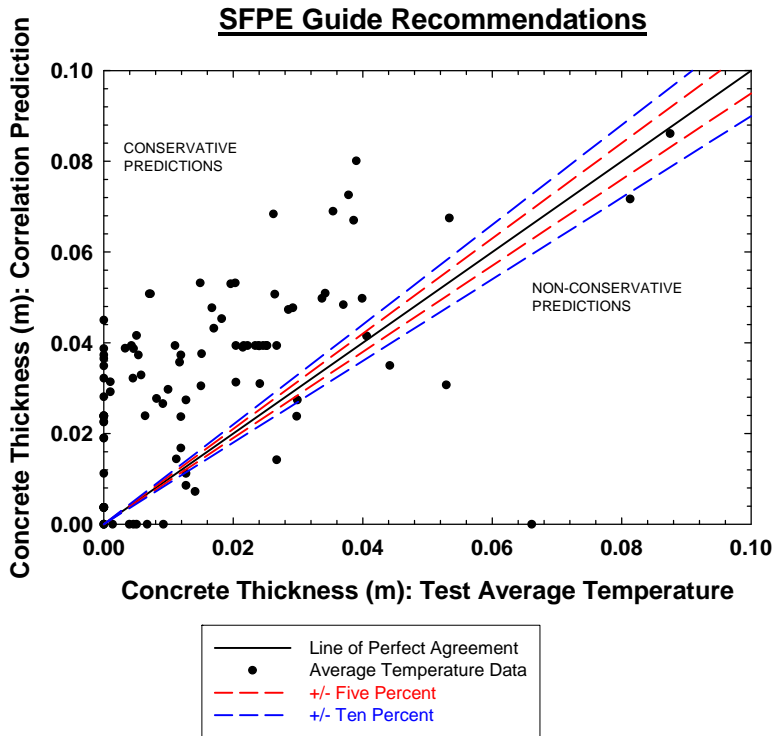 SFPE Guide Recommendations
Concrete Thickness (m): Correlation Prediction
0.10
0.08
0.06
0.04
0.02
0.00
CONSERVATIVE
PREDICTIONS
NON-CONSERVATIVE
PREDICTIONS
0.00 0.02 0.04 0.06 0.08 0.10
Concrete Thickness (m): Test Average Temperature
Line of Perfect Agreement
Average Temperature Data
+/- Five Percent
+/- Ten Percent